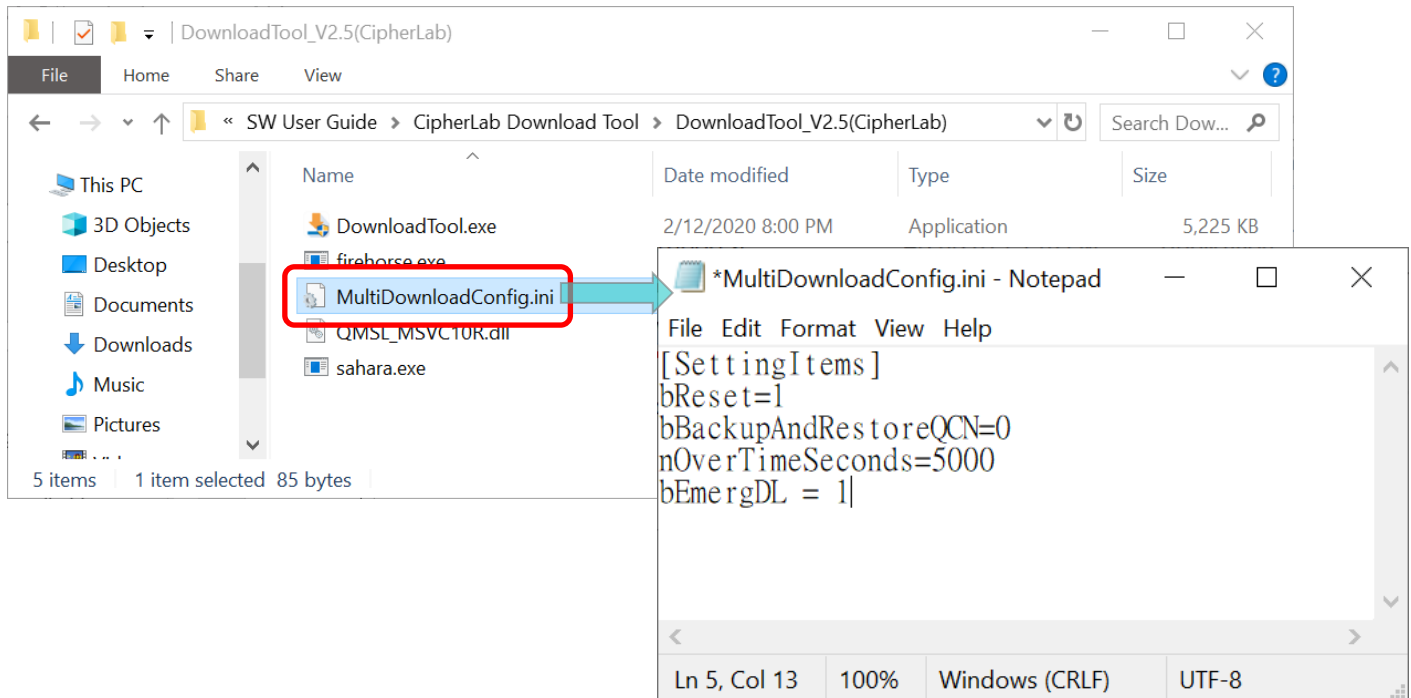 DownloadTool_V2.5(CipherLab)
File Home Share View
« SW User Guide > CipherLab Download Tool > DownloadTool_V2.5(CipherLab)
Search Dow...
Name Date modified Type Size
This PC
3D Objects
Desktop
Documents
Downloads
Music
Pictures
DownloadTool.exe 2/12/2020 8:00 PM Application 5,225 KB
firehorse.exe
MultiDownloadConfig.ini
QMSL_MSVC10R.dll
sahara.exe
5 items 1 item selected 85 bytes
*MultiDownloadConfig.ini - Notepad
File Edit Format View Help
[SettingItems]
bReset=1
bBackupAndRestoreQCN=0
nOverTimeSeconds=5000
bEmergDL = 1
Ln 5, Col 13 100% Windows (CRLF) UTF-8